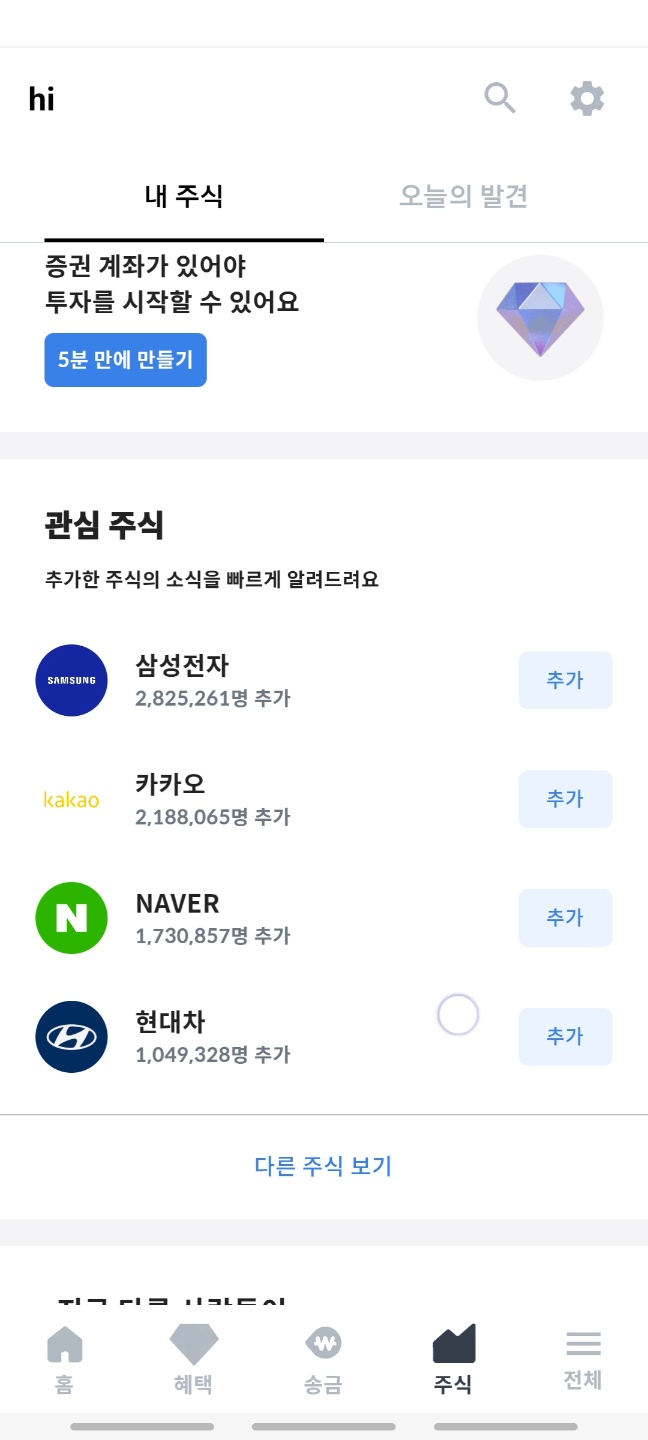 hi
내 주식
오늘의 발견
증권 계좌가 있어야
투자를 시작할 수 있어요
5분 만에 만들기
관심 주식
추가한 주식의 소식을 빠르게 알려드려요
SAMSUNG
삼성전자
2,825,261명 추가
추가
kakao
카카오
2,188,065명 추가
추가
N
NAVER
1,730,857명 추가
추가
현대차
1,049,328명 추가
추가
다른 주식 보기
홈
혜택
송금
주식
전체